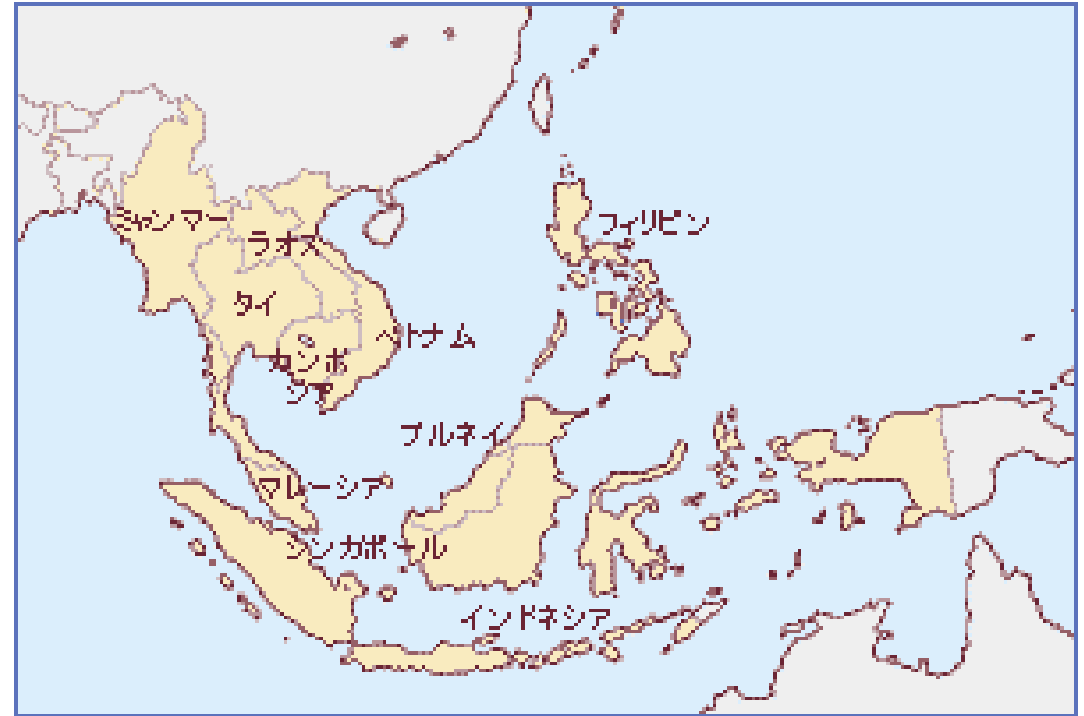 ミャンマー
フィリピン
ラオス
タイ
ベトナム
カンボ
ジア
ブルネイ
マレーシア
シンガポール
インドネシア